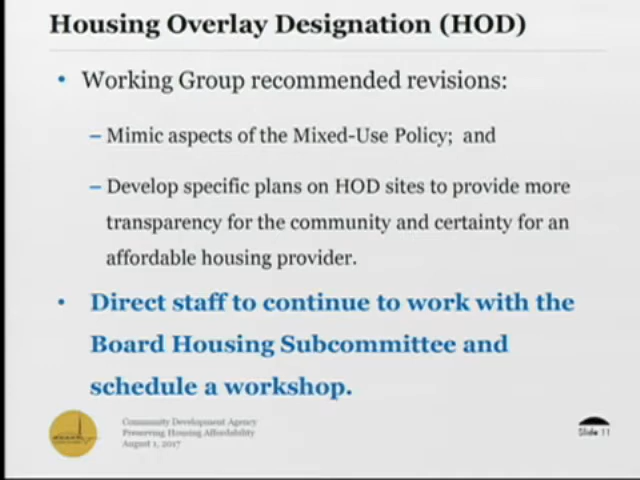 Housing Overlay Designation (HOD)
• Working Group recommended revisions:
– Mimic aspects of the Mixed-Use Policy; and
– Develop specific plans on HOD sites to provide more
transparency for the community and certainty for an
affordable housing provider.
• Direct staff to continue to work with the
Board Housing Subcommittee and
schedule a workshop.
Community Development Agency
Preserving Housing Affordability
August 1, 2017
Slide 11